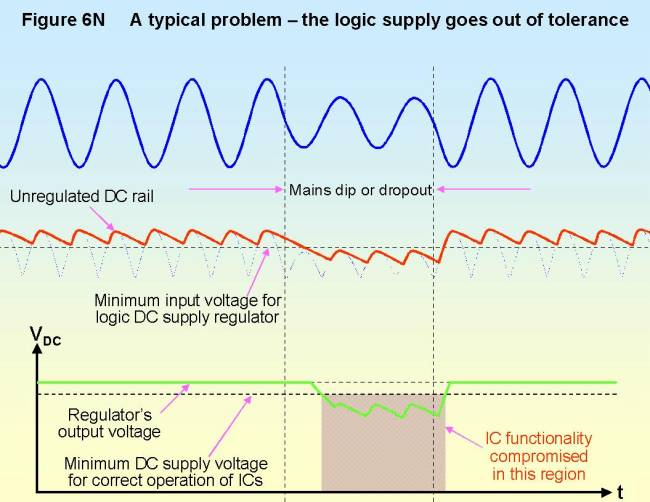 Figure 6N A typical problem – the logic supply goes out of tolerance
Mains dip or dropout
Unregulated DC rail
Minimum input voltage for
logic DC supply regulator
VDC
Regulator's
output voltage
Minimum DC supply voltage
for correct operation of ICs
IC functionality
compromised
in this region
t